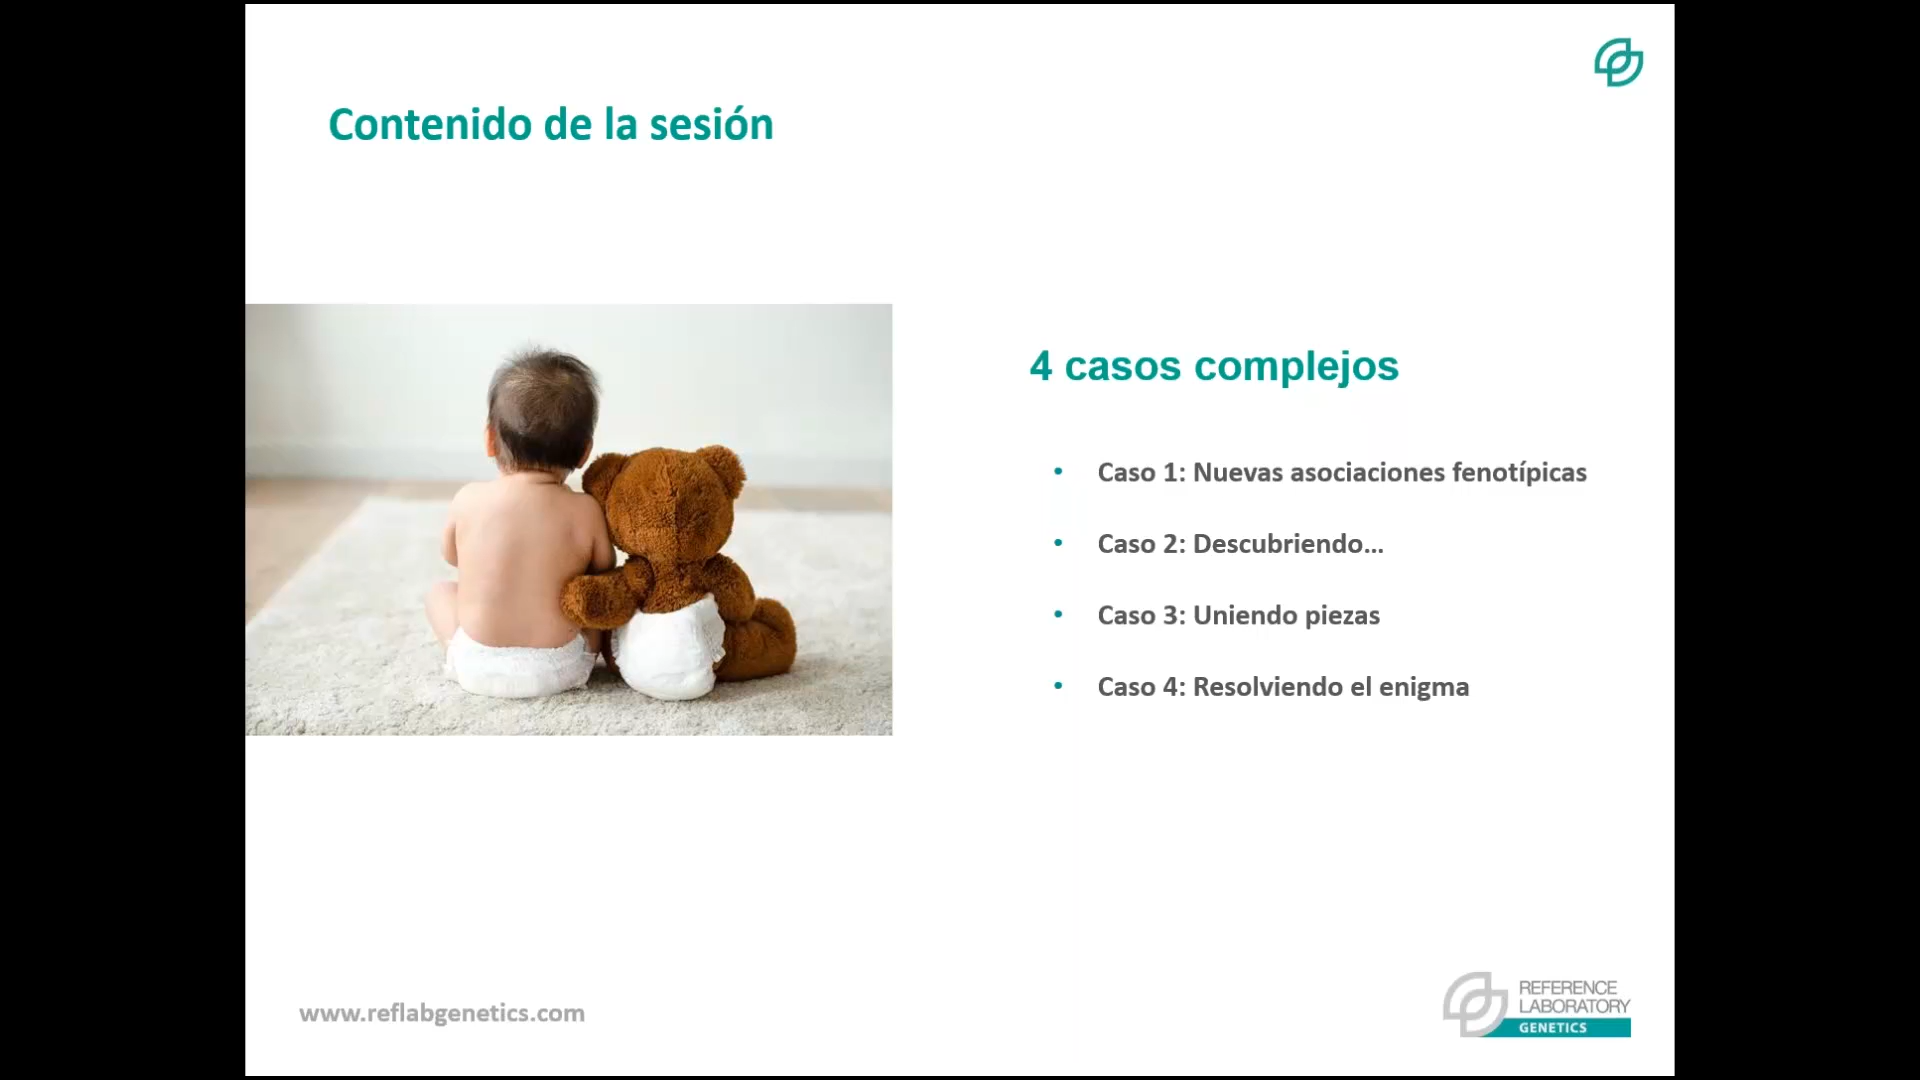 Contenido de la sesión
4 casos complejos
• Caso 1: Nuevas asociaciones fenotípicas
• Caso 2: Descubriendo...
• Caso 3: Uniendo piezas
• Caso 4: Resolviendo el enigma
www.reflabgenetics.com
REFERENCE
LABORATORY
GENETICS